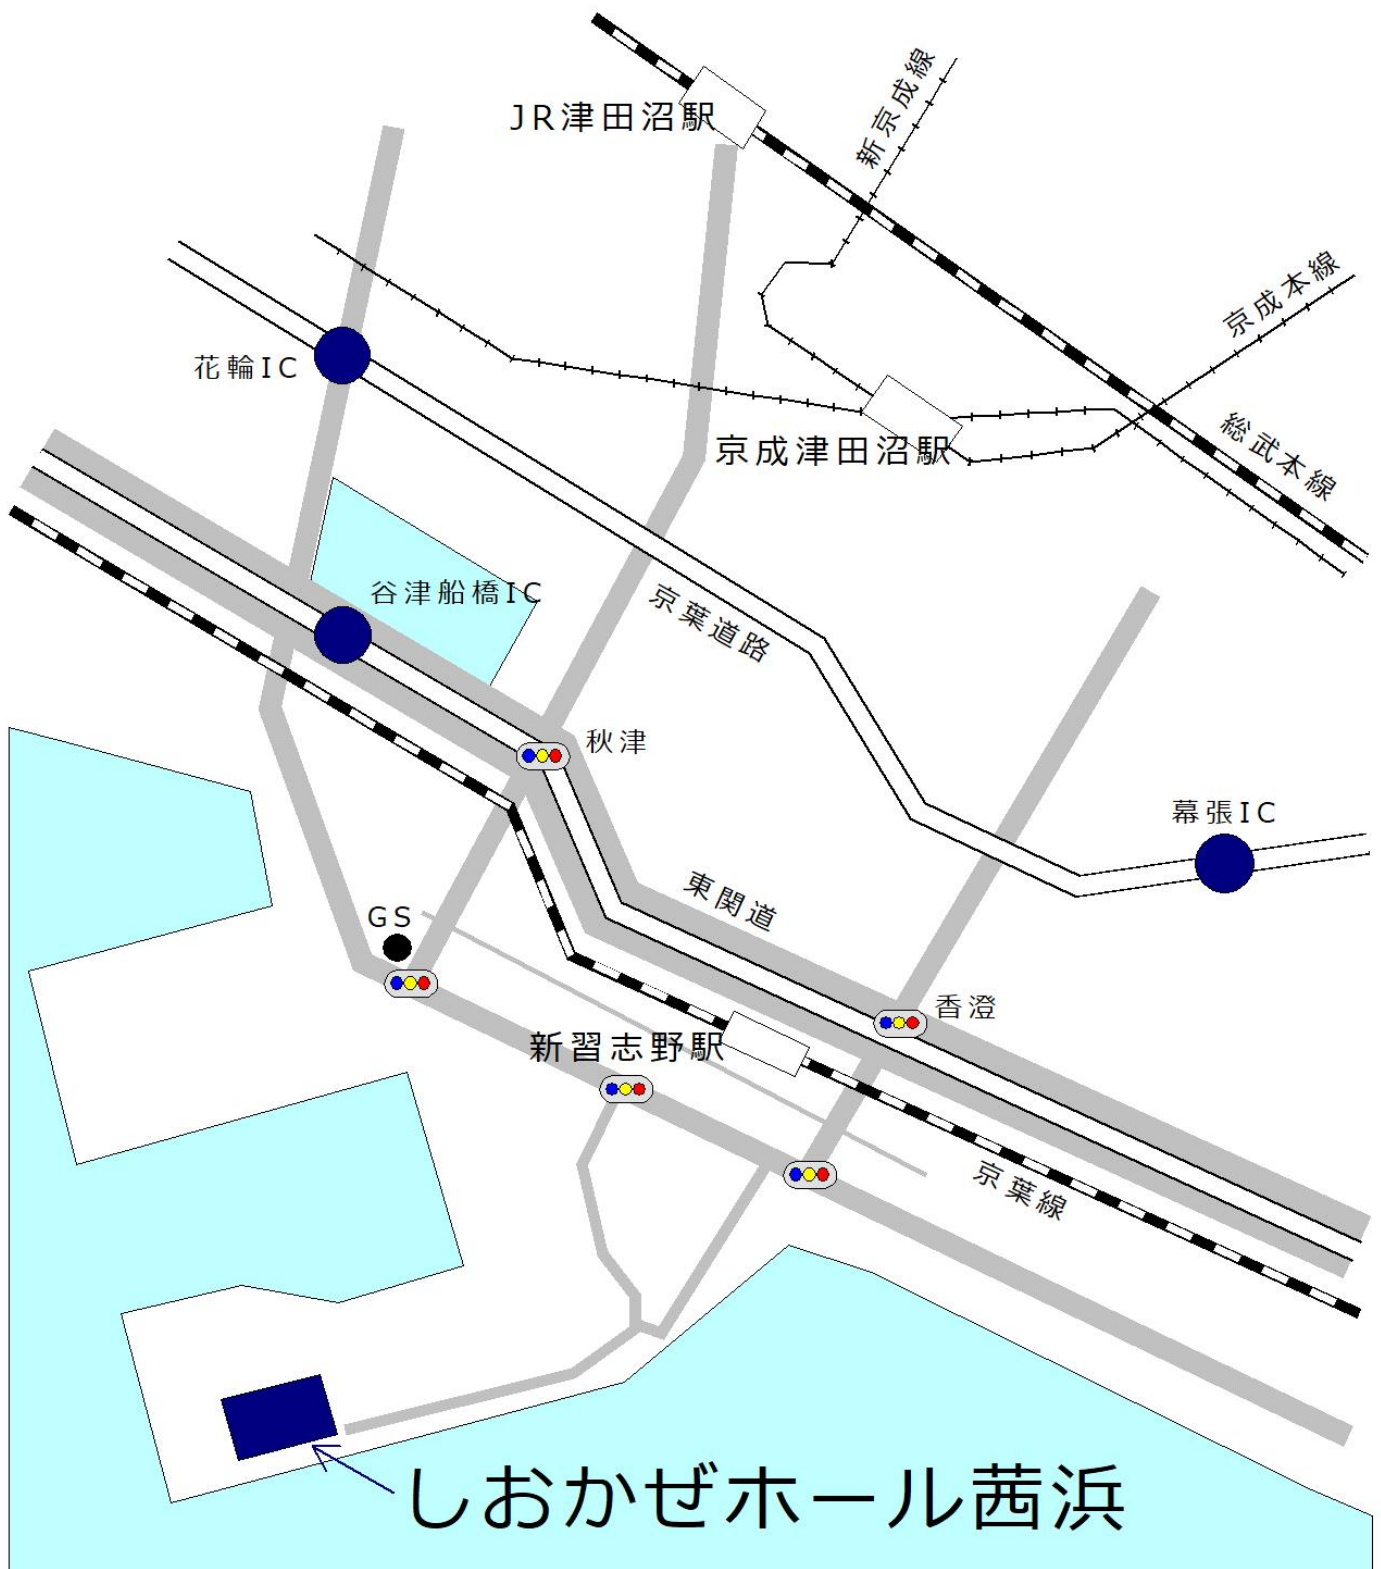 新京成線
JR津田沼駅
京成本線
花輪IC
京成津田沼駅
総武本線
谷津船橋IC
京葉道路
秋津
幕張IC
東関道
GS
香澄
新習志野駅
京葉線
しおかぜホール茜浜